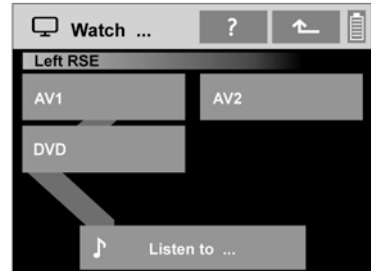 Watch ... ?
Left RSE
AV1 AV2
DVD
Listen to ...